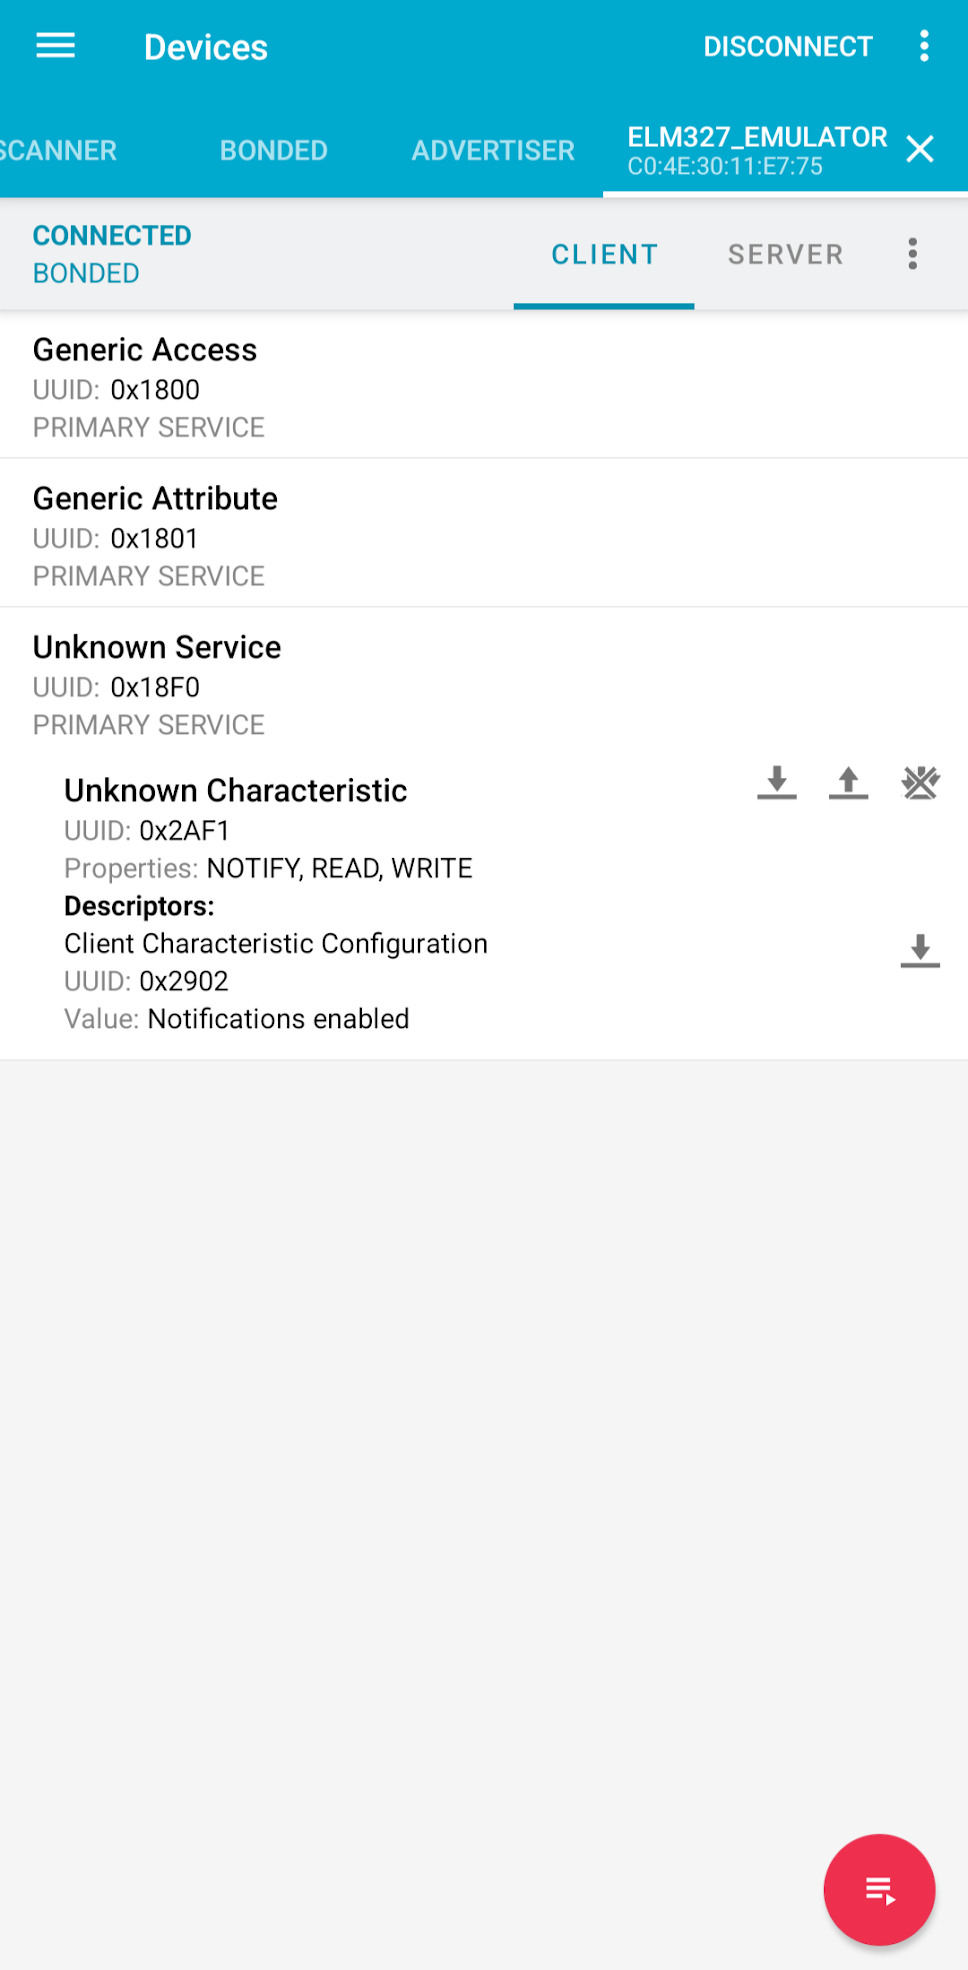 Devices
DISCONNECT
SCANNER
BONDED
ADVERTISER
ELM327_EMULATOR
C0:4E:30:11:E7:75
CONNECTED
BONDED
CLIENT
SERVER
Generic Access
UUID: 0x1800
PRIMARY SERVICE
Generic Attribute
UUID: 0x1801
PRIMARY SERVICE
Unknown Service
UUID: 0x18F0
PRIMARY SERVICE
Unknown Characteristic
UUID: 0x2AF1
Properties: NOTIFY, READ, WRITE
Descriptors:
Client Characteristic Configuration
UUID: 0x2902
Value: Notifications enabled